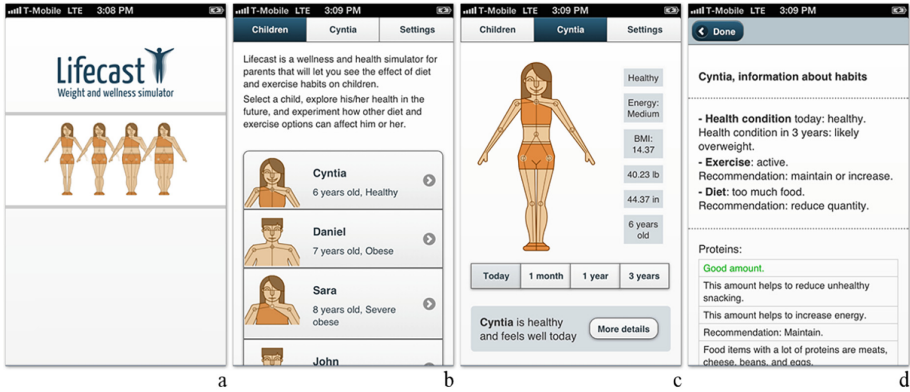 T-Mobile LTE 3:08 PM
Lifecast
Weight and wellness simulator
a
T-Mobile LTE 3:09 PM
Children Cyntia Settings
Lifecast is a wellness and health simulator for
parents that will let you see the effect of diet
and exercise habits on children.
Select a child, explore his/her health in the
future, and experiment how other diet and
exercise options can affect him or her.
Cyntia
6 years old, Healthy
Daniel
7 years old, Obese
Sara
8 years old, Severe
obese
John
b
T-Mobile LTE 3:09 PM
Children Cyntia Settings
Healthy
Energy:
Medium
BMI:
14.37
40.23 lb
44.37 in
6 years
old
Today 1 month 1 year 3 years
Cyntia is healthy
and feels well today
More details
c
T-Mobile LTE 3:09 PM
Done
Cyntia, information about habits
- Health condition today: healthy.
Health condition in 3 years: likely
overweight.
- Exercise: active.
Recommendation: maintain or increase.
- Diet: too much food.
Recommendation: reduce quantity.
Proteins:
Good amount.
This amount helps to reduce unhealthy
snacking.
This amount helps to increase energy.
Recommendation: Maintain.
Food items with a lot of proteins are meats,
cheese, beans, and eggs.
d